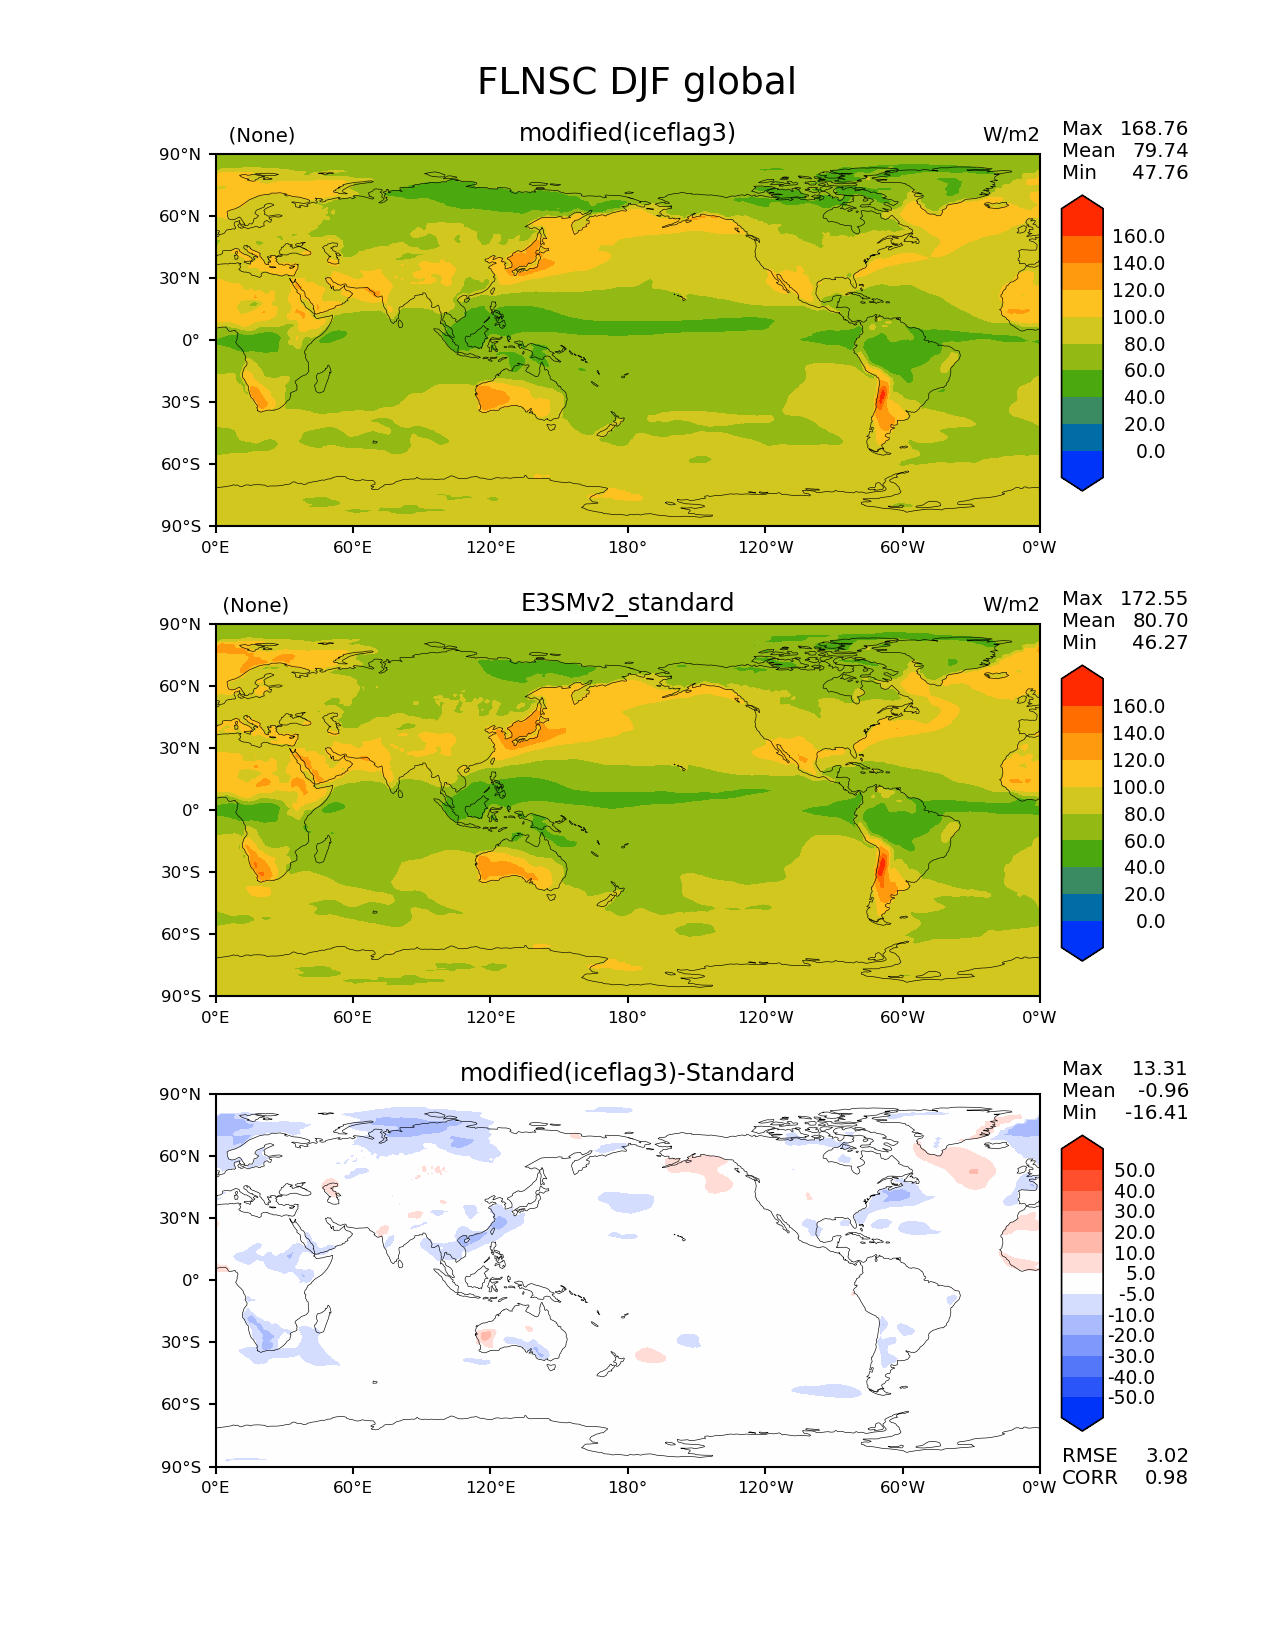 FLNSC DJF global
(None) modified(iceflag3) W/m2
Max 168.76
Mean 79.74
Min 47.76
90°N
60°N
30°N
0°
30°S
60°S
90°S
0°E 60°E 120°E 180° 120°W 60°W 0°W
160.0
140.0
120.0
100.0
80.0
60.0
40.0
20.0
0.0
(None) E3SMv2_standard W/m2
Max 172.55
Mean 80.70
Min 46.27
90°N
60°N
30°N
0°
30°S
60°S
90°S
0°E 60°E 120°E 180° 120°W 60°W 0°W
160.0
140.0
120.0
100.0
80.0
60.0
40.0
20.0
0.0
modified(iceflag3)-Standard
Max 13.31
Mean -0.96
Min -16.41
90°N
60°N
30°N
0°
30°S
60°S
90°S
0°E 60°E 120°E 180° 120°W 60°W 0°W
50.0
40.0
30.0
20.0
10.0
5.0
-5.0
-10.0
-20.0
-30.0
-40.0
-50.0
RMSE 3.02
CORR 0.98